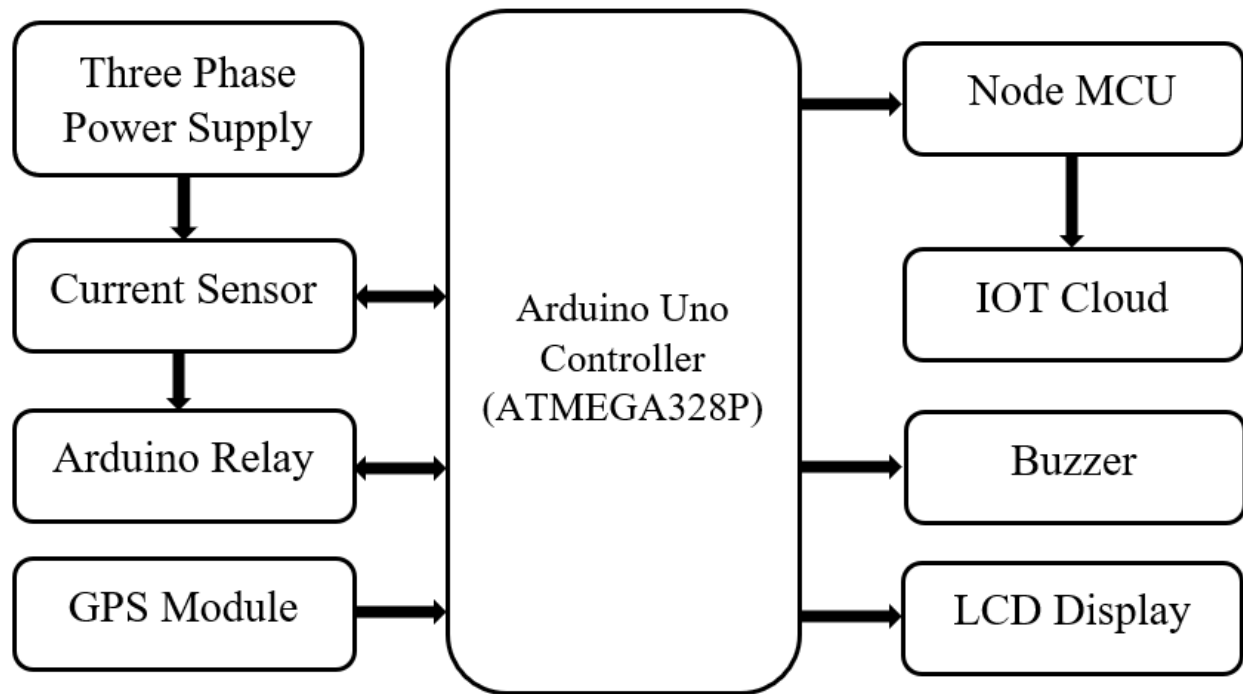 Three Phase
Power Supply
Current Sensor
Arduino Relay
GPS Module
Arduino Uno
Controller
(ATMEGA328P)
Node MCU
IOT Cloud
Buzzer
LCD Display